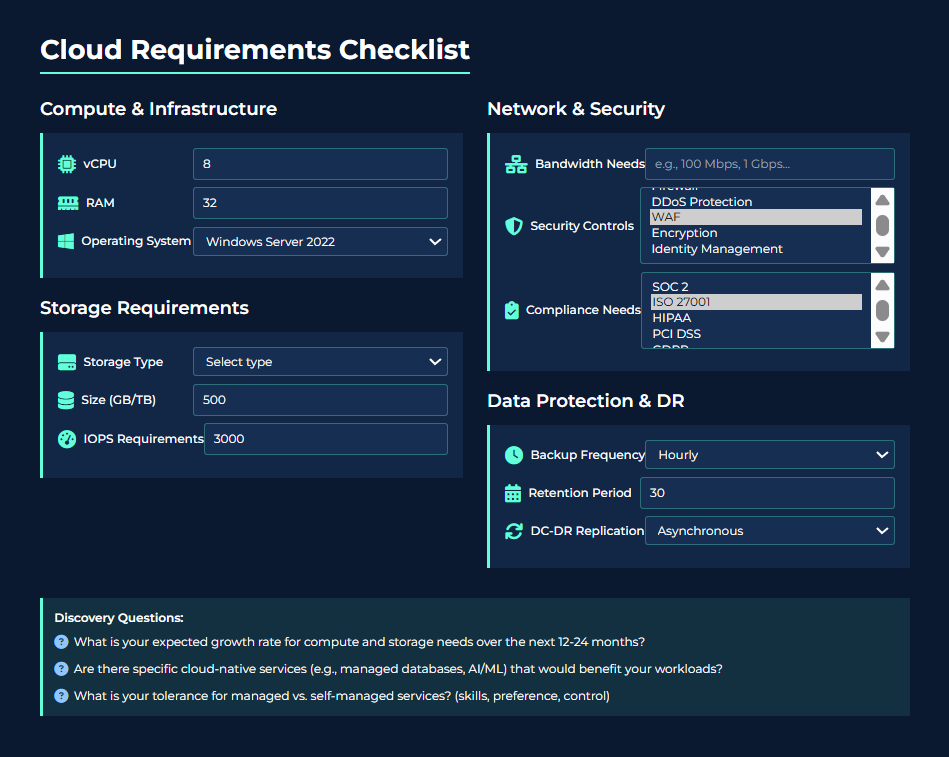 Cloud Requirements Checklist
Compute & Infrastructure
vCPU
8
RAM
32
Operating System
Windows Server 2022
Storage Requirements
Storage Type
Select type
Size (GB/TB)
500
IOPS Requirements
3000
Network & Security
Bandwidth Needs
e.g., 100 Mbps, 1 Gbps...
Security Controls
Firewall
DDoS Protection
WAF
Encryption
Identity Management
Compliance Needs
SOC 2
ISO 27001
HIPAA
PCI DSS
GDPR
Data Protection & DR
Backup Frequency
Hourly
Retention Period
30
DC-DR Replication
Asynchronous
Discovery Questions:
What is your expected growth rate for compute and storage needs over the next 12-24 months?
Are there specific cloud-native services (e.g., managed databases, AI/ML) that would benefit your workloads?
What is your tolerance for managed vs. self-managed services? (skills, preference, control)